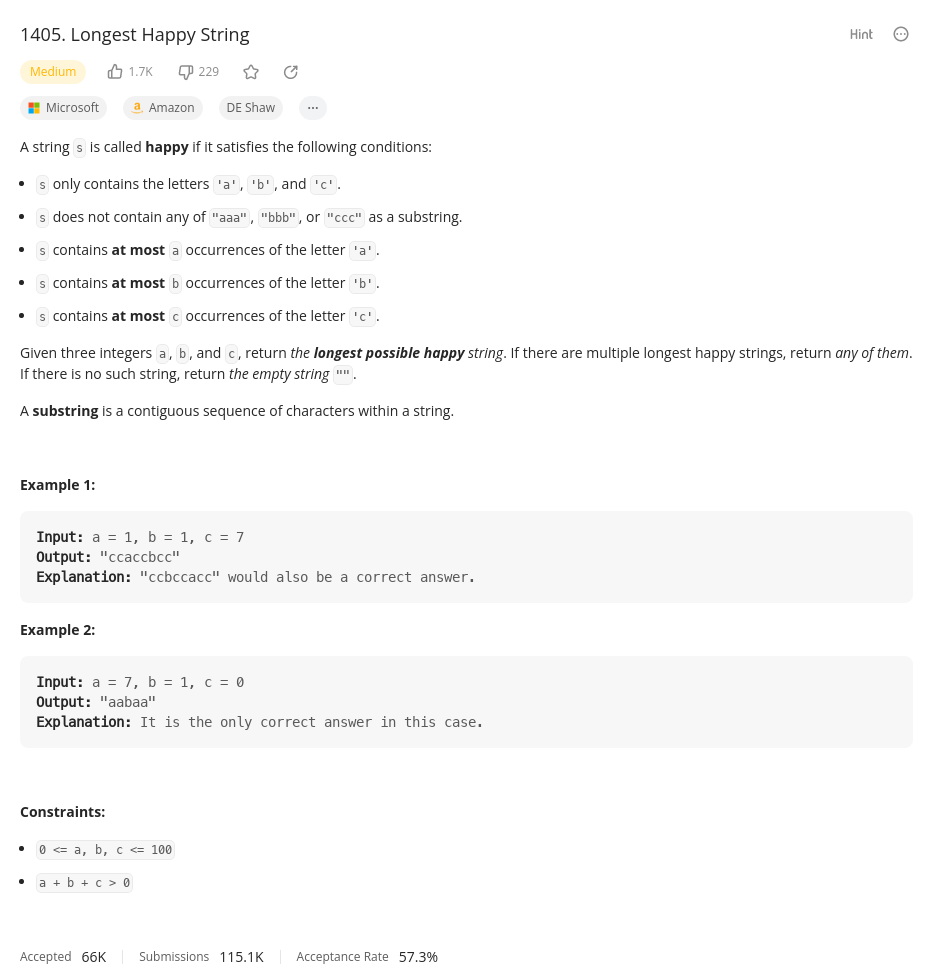 1405. Longest Happy String
Hint
Medium 1.7K 229
Microsoft Amazon DE Shaw ...
A string s is called happy if it satisfies the following conditions:
• s only contains the letters 'a', 'b', and 'c'.
• s does not contain any of "aaa", "bbb", or "ccc" as a substring.
• s contains at most a occurrences of the letter 'a'.
• s contains at most b occurrences of the letter 'b'.
• s contains at most c occurrences of the letter 'c'.
Given three integers a, b, and c, return the longest possible happy string. If there are multiple longest happy strings, return any of them.
If there is no such string, return the empty string "".
A substring is a contiguous sequence of characters within a string.
Example 1:
Input: a = 1, b = 1, c = 7
Output: "ccaccbcc"
Explanation: "ccbccacc" would also be a correct answer.
Example 2:
Input: a = 7, b = 1, c = 0
Output: "aabaa"
Explanation: It is the only correct answer in this case.
Constraints:
• 0 <= a, b, c <= 100
• a + b + c > 0
Accepted 66K Submissions 115.1K Acceptance Rate 57.3%